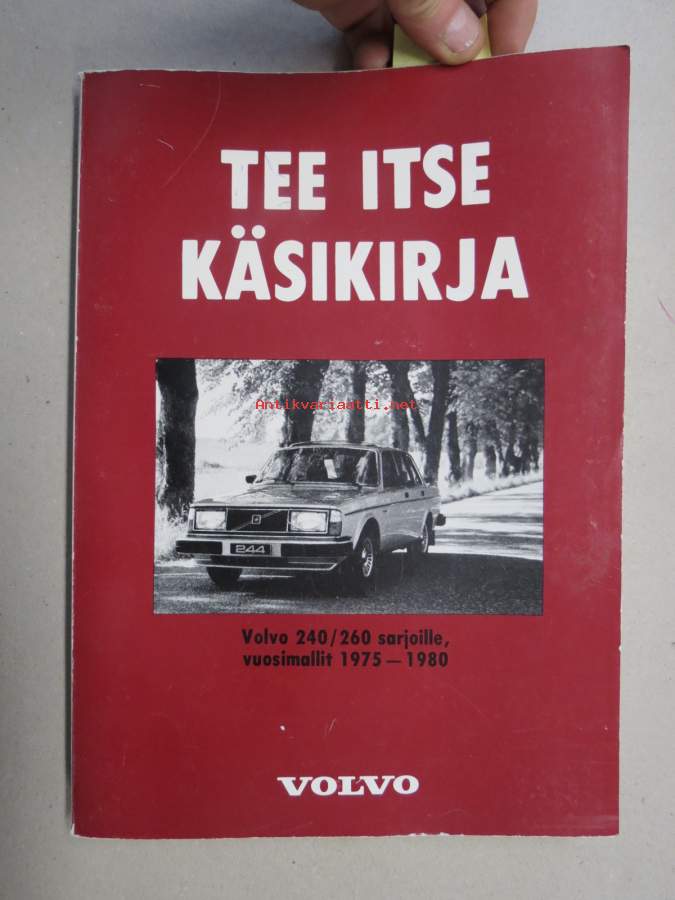 TEE ITSE
KÄSIKIRJA
Antikvariaatti.net
244
Volvo 240/260 sarjoille,
vuosimallit 1975—1980
VOLVO